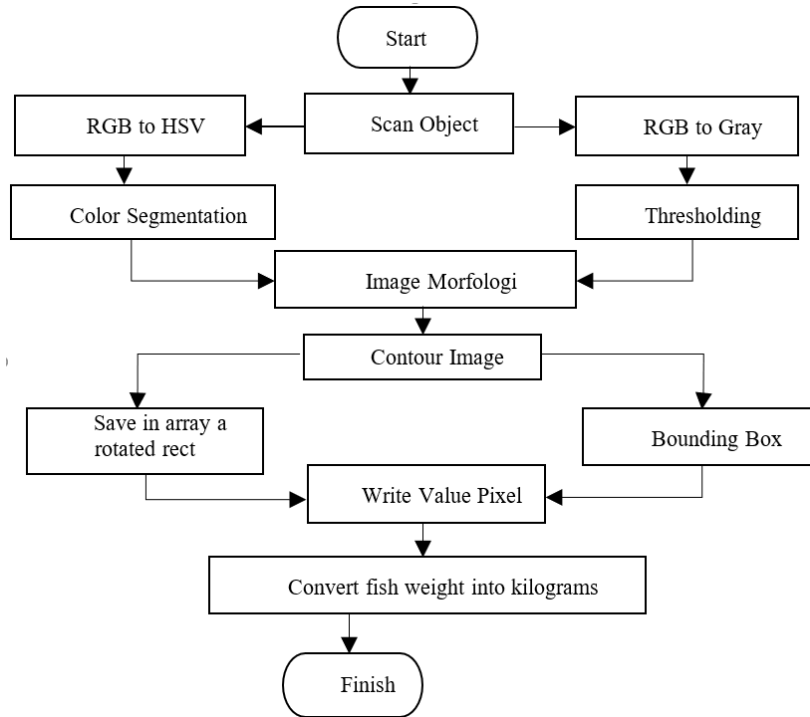 Start
RGB to HSV
Scan Object
RGB to Gray
Color Segmentation
Thresholding
Image Morfologi
Contour Image
Save in array a
rotated rect
Bounding Box
Write Value Pixel
Convert fish weight into kilograms
Finish